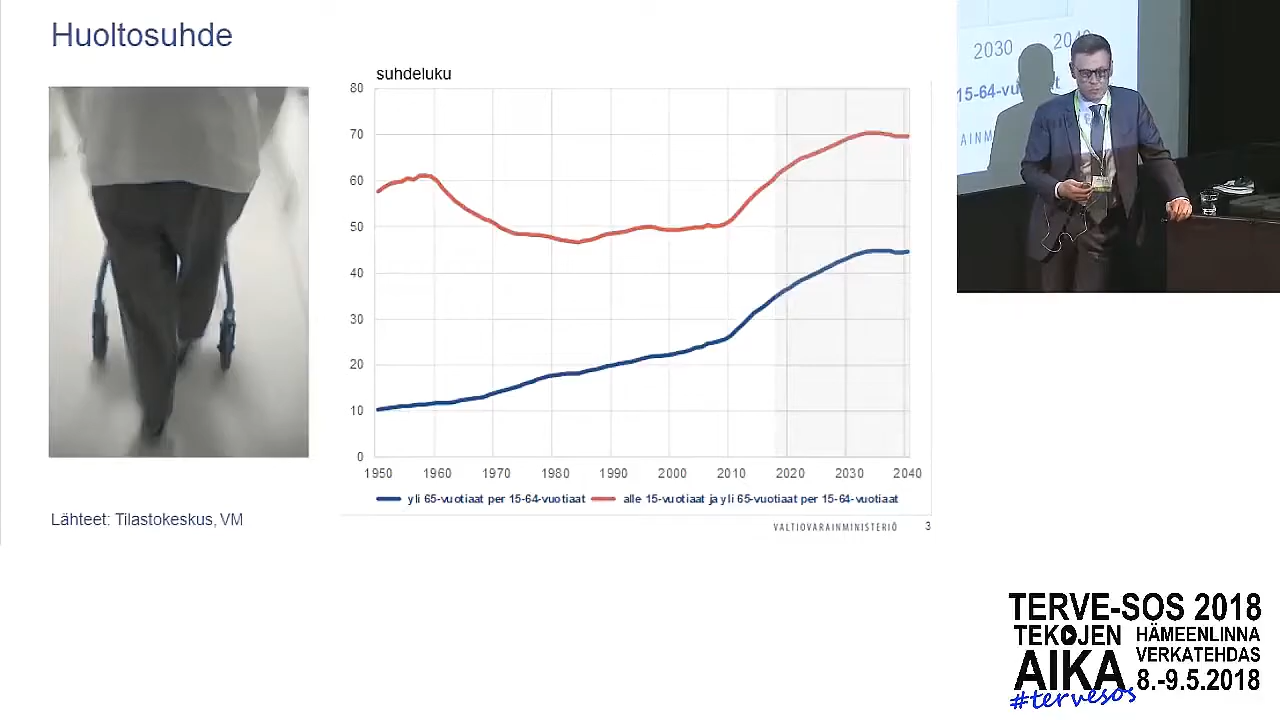 Huoltosuhde
suhdeluku
80
70
60
50
40
30
20
10
0
1950 1960 1970 1980 1990 2000 2010 2020 2030 2040
yli 65-vuotiaat per 15-64-vuotiaat alle 15-vuotiaat ja yli 65-vuotiaat per 15-64-vuotiaat
Lähteet: Tilastokeskus, VM
VALTIOVARAINMINISTERIÖ 3
2030
15-64-vu
TERVE-SOS 2018
TEKOJEN
AIKA
HÄMEENLINNA
VERKATEHDAS
8.-9.5.2018
#tervesos